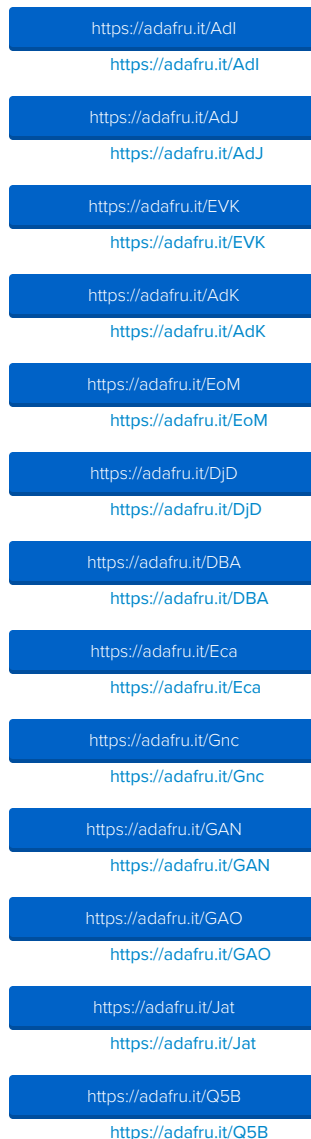 https://adafru.it/AdI
https://adafru.it/AdI
https://adafru.it/AdJ
https://adafru.it/AdJ
https://adafru.it/EVK
https://adafru.it/EVK
https://adafru.it/AdK
https://adafru.it/AdK
https://adafru.it/EoM
https://adafru.it/EoM
https://adafru.it/DjD
https://adafru.it/DjD
https://adafru.it/DBA
https://adafru.it/DBA
https://adafru.it/Eca
https://adafru.it/Eca
https://adafru.it/Gnc
https://adafru.it/Gnc
https://adafru.it/GAN
https://adafru.it/GAN
https://adafru.it/GAO
https://adafru.it/GAO
https://adafru.it/Jat
https://adafru.it/Jat
https://adafru.it/Q5B
https://adafru.it/Q5B